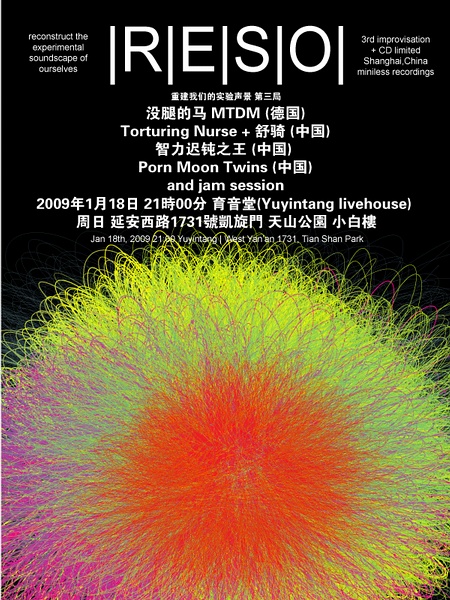 reconstruct the
experimental
soundscape of
ourselves
|R|E|S|O|
3rd improvisation
+ CD limited
Shanghai,China
miniless recordings
重建我们的实验声景 第三局
没腿的马 MTDM (德国)
Torturing Nurse + 舒骑 (中国)
智力迟钝之王 (中国)
Porn Moon Twins (中国)
and jam session
2009年1月18日 21時00分 育音堂(Yuyintang livehouse)
周日 延安西路1731號凱旋門 天山公園 小白樓
Jan 18th, 2009 21:00 Yuyintang | West Yan'an 1731, Tian Shan Park